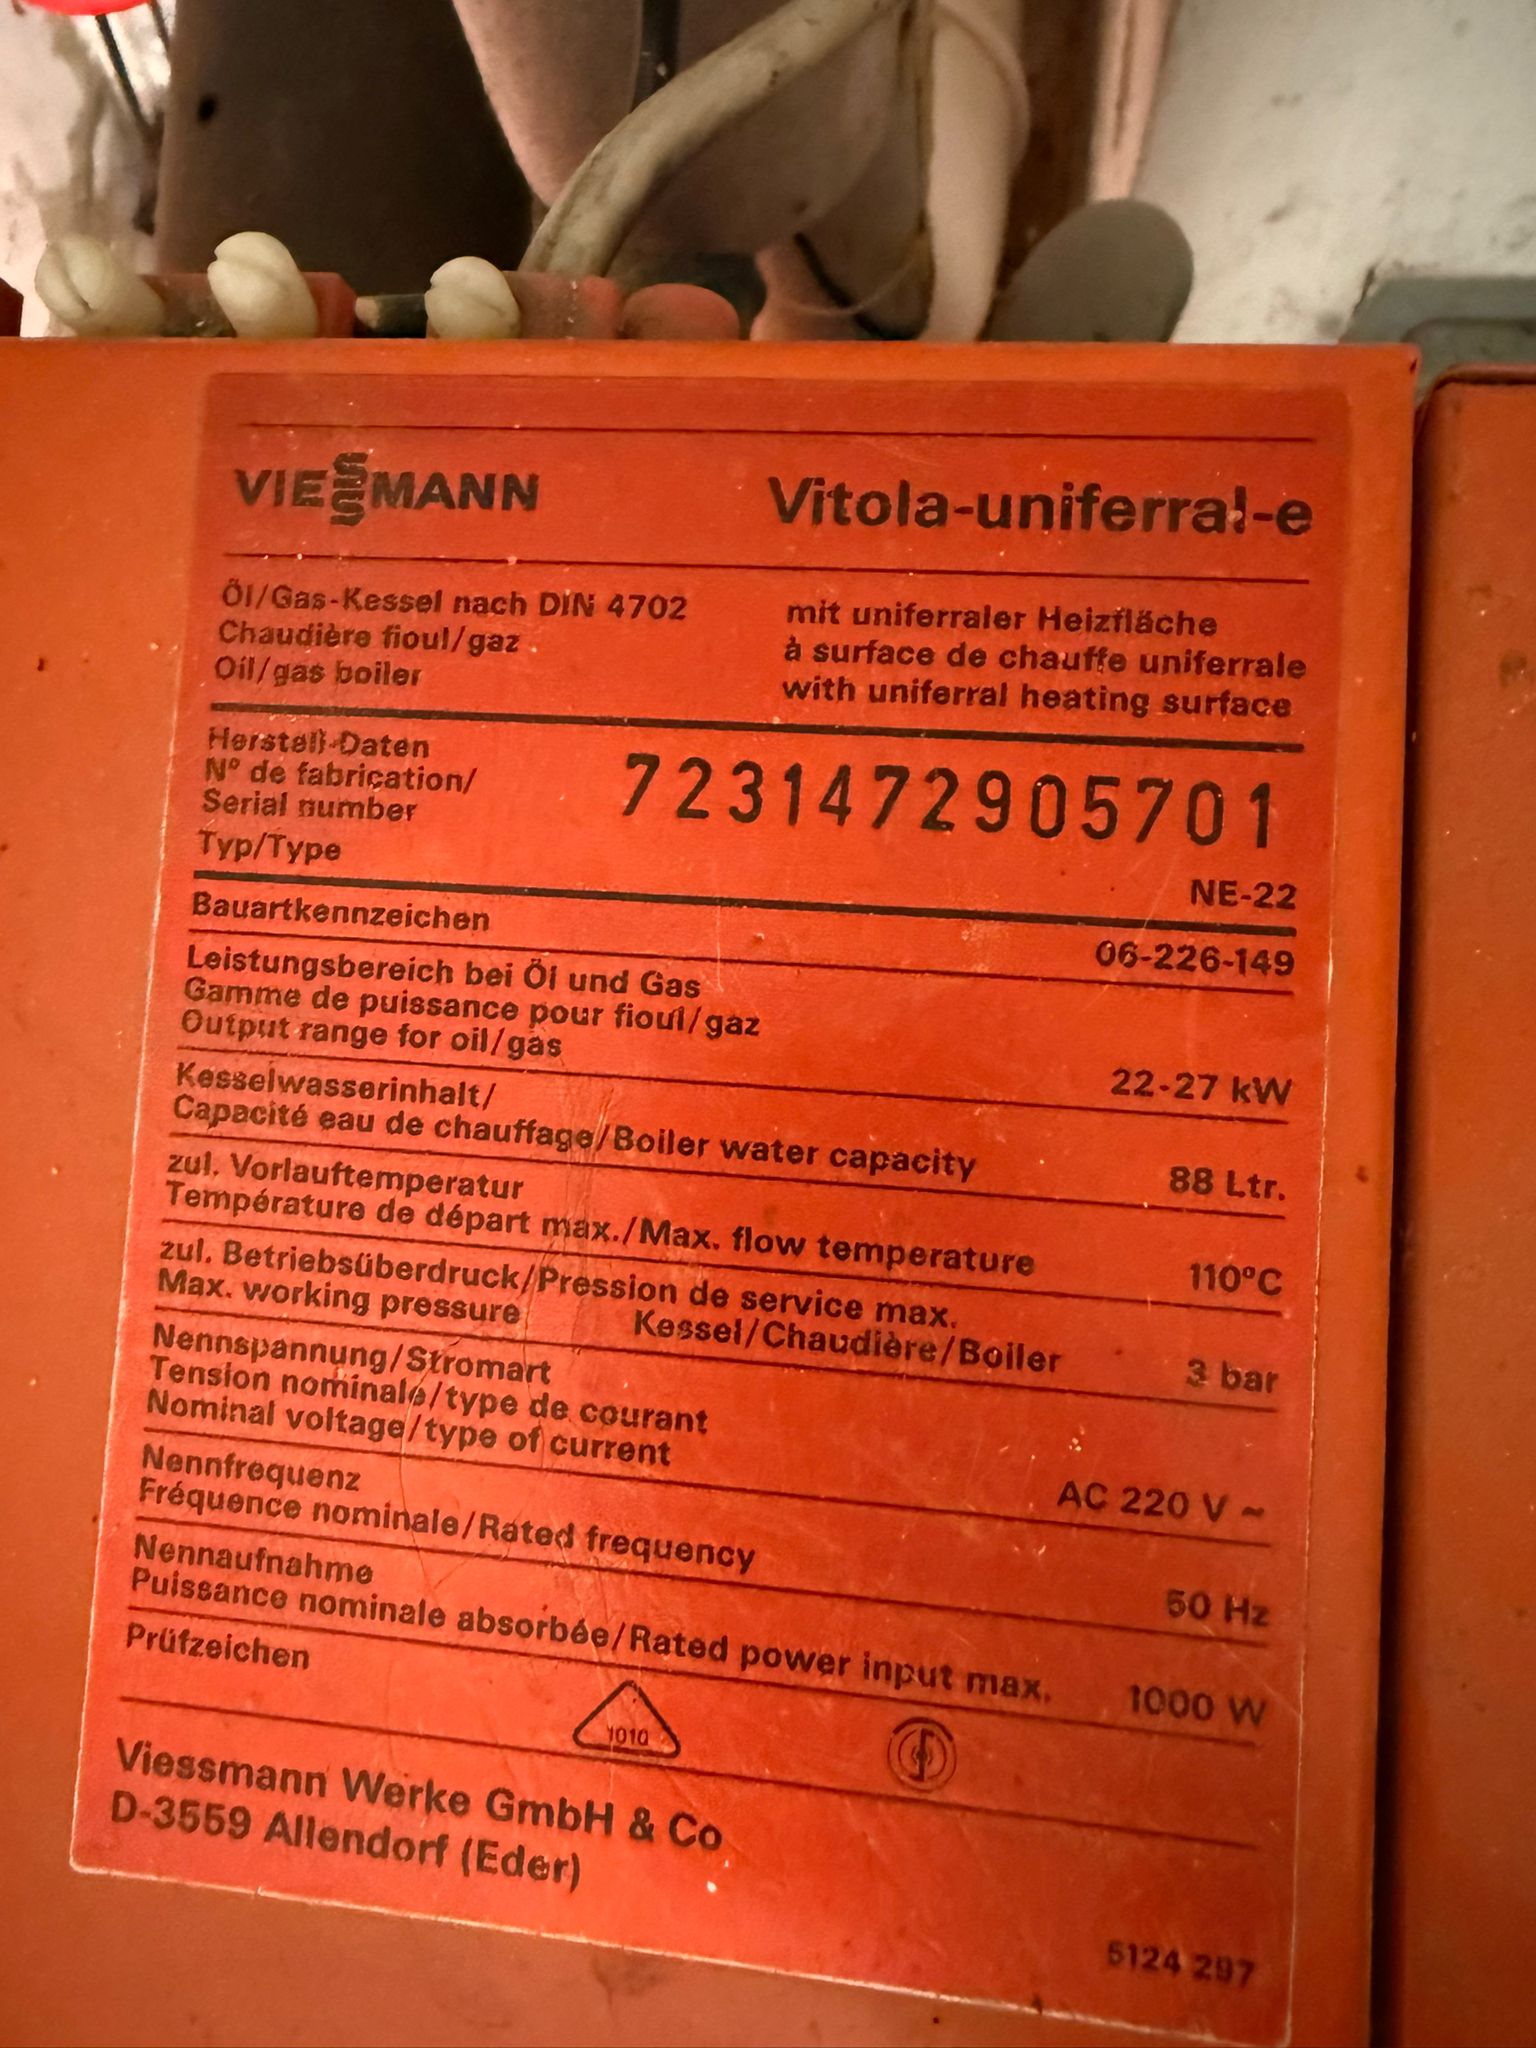 VIESSMANN
Vitola-uniferral-e
Öl/Gas-Kessel nach DIN 4702
Chaudière fioul/gaz
Oil/gas boiler
mit uniferraler Heizfläche
à surface de chauffe uniferrale
with uniferral heating surface
Herstell-Daten
N° de fabrication/
Serial number
7231472905701
Typ/Type
NE-22
Bauartkennzeichen
06-226-149
Leistungsbereich bei Öl und Gas
Gamme de puissance pour fioul/gaz
Output range for oil/gas
22-27 kW
Kesselwasserinhalt/
Capacité eau de chauffage/Boiler water capacity
88 Ltr.
zul. Vorlauftemperatur
Température de départ max./Max. flow temperature
110°C
zul. Betriebsüberdruck/Pression de service max.
Max. working pressure Kessel/Chaudière/Boiler
3 bar
Nennspannung/Stromart
Tension nominale/type de courant
Nominal voltage/type of current
AC 220 V ~
Nennfrequenz
Fréquence nominale/Rated frequency
50 Hz
Nennaufnahme
Puissance nominale absorbée/Rated power input max.
1000 W
Prüfzeichen
1010
Viessmann Werke GmbH & Co
D-3559 Allendorf (Eder)
5124 297